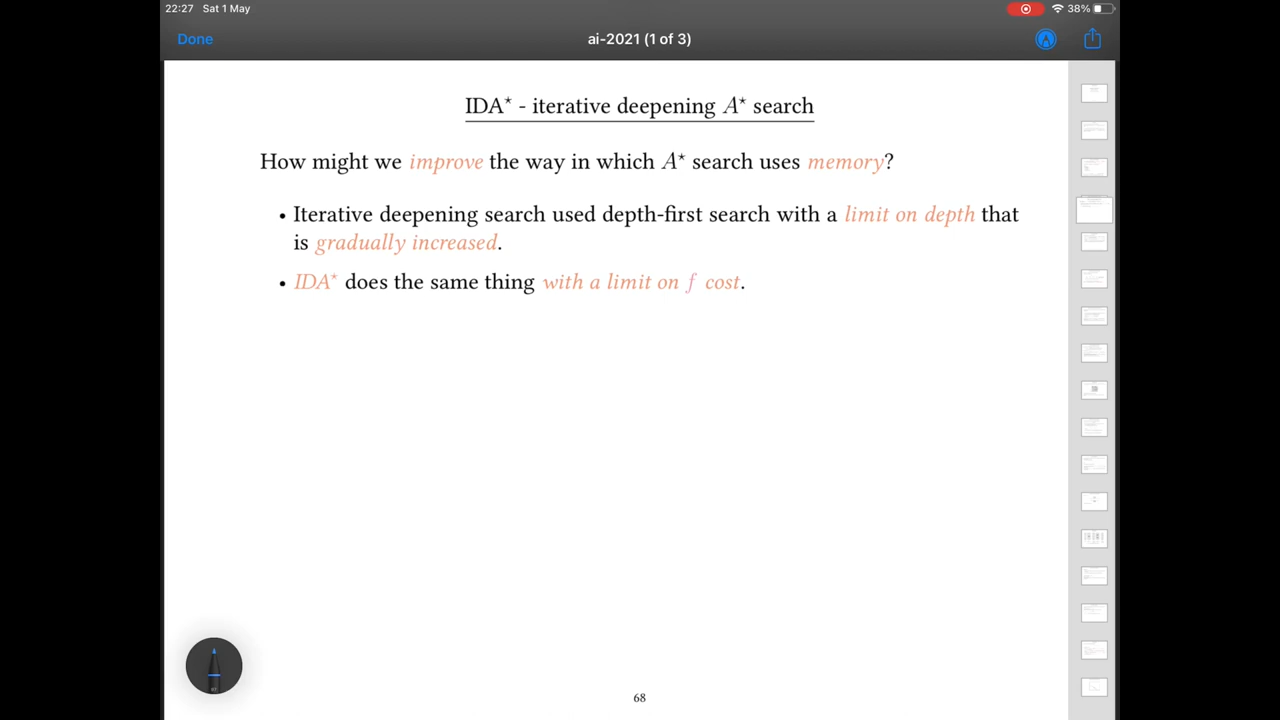 22:27 Sat 1 May 38%
Done ai-2021 (1 of 3)
IDA* - iterative deepening A* search
How might we improve the way in which A* search uses memory?
• Iterative deepening search used depth-first search with a limit on depth that
is gradually increased.
• IDA* does the same thing with a limit on f cost.
68